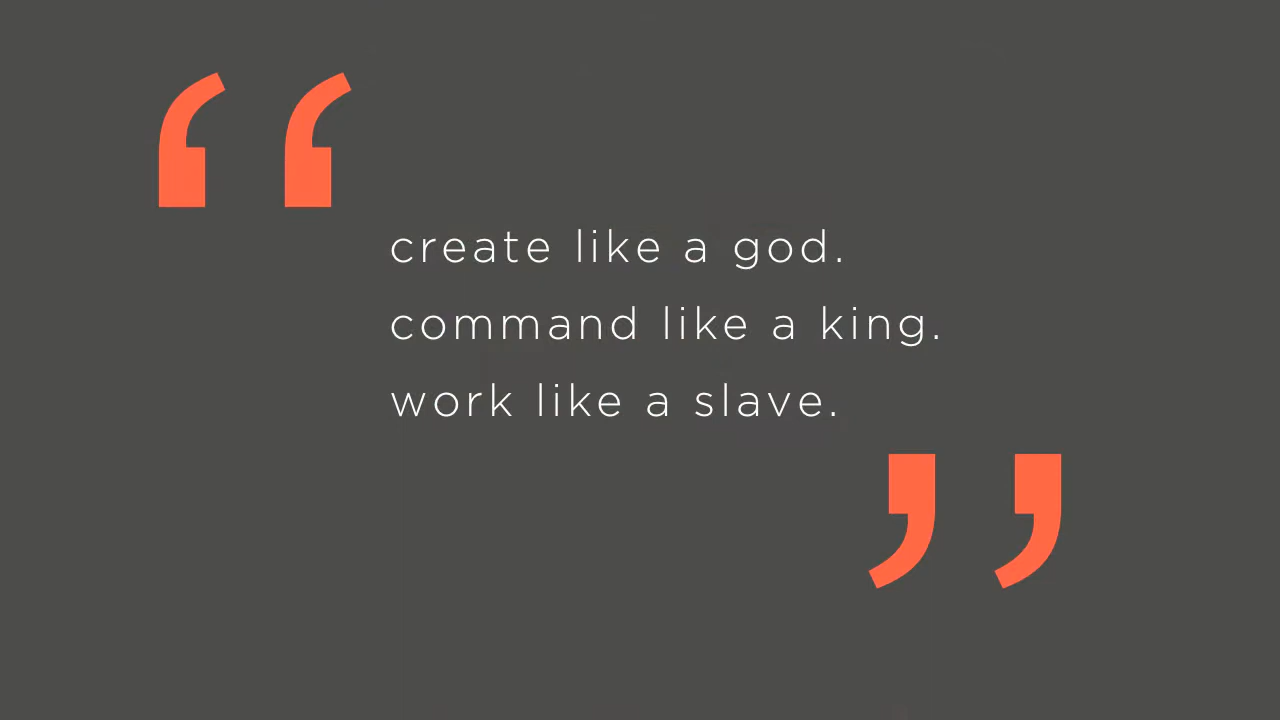 “
create like a god.
command like a king.
work like a slave.
”